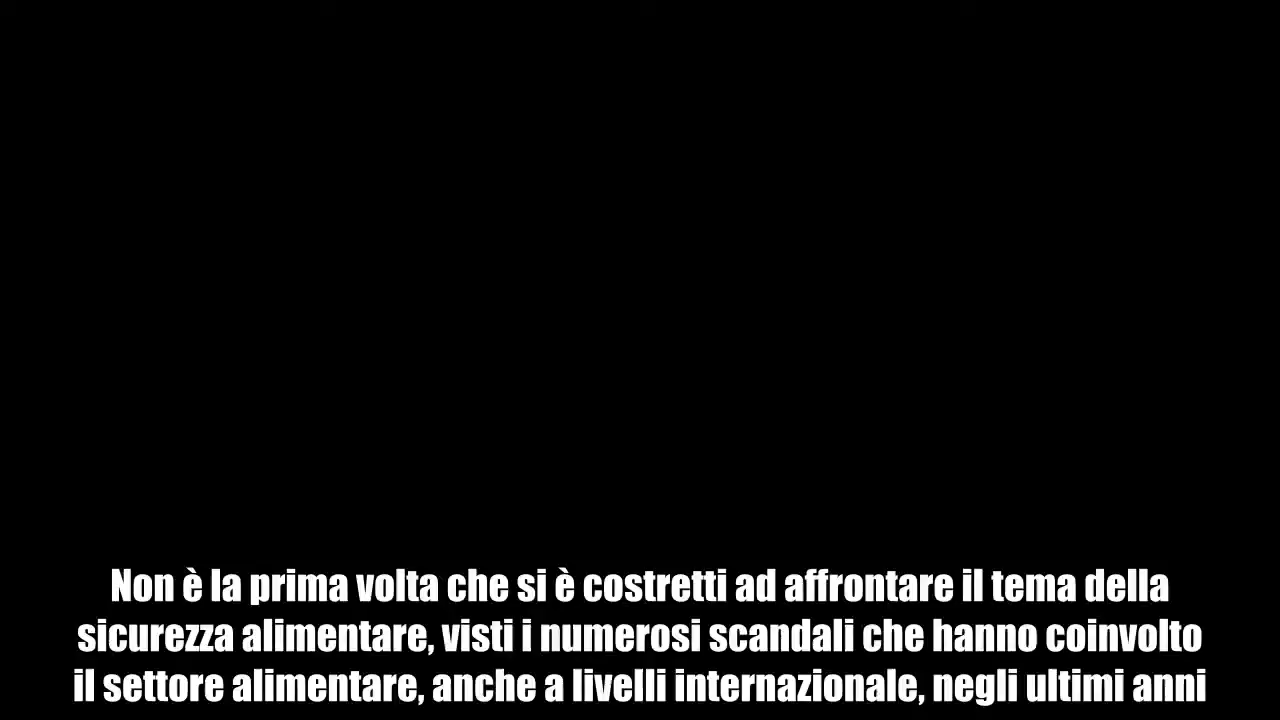 Non è la prima volta che si è costretti ad affrontare il tema della
sicurezza alimentare, visti i numerosi scandali che hanno coinvolto
il settore alimentare, anche a livelli internazionale, negli ultimi anni